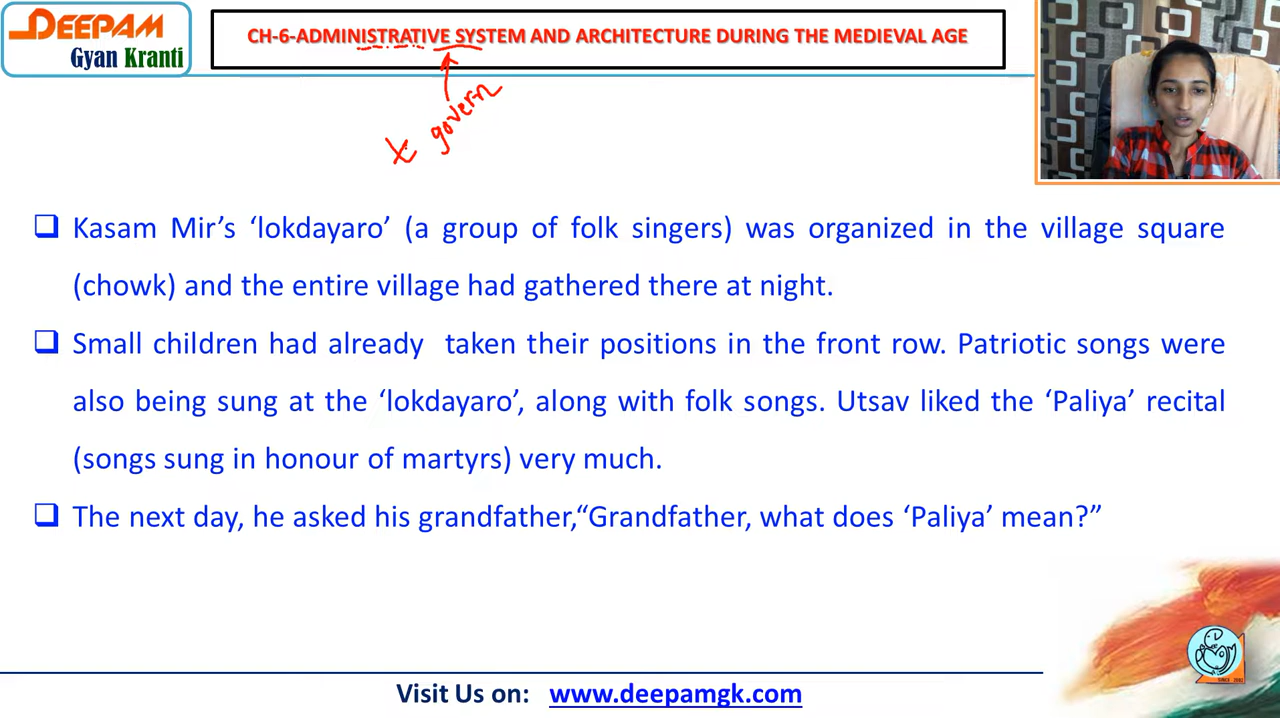 DEEPAM
Gyan Kranti
CH-6-ADMINISTRATIVE SYSTEM AND ARCHITECTURE DURING THE MEDIEVAL AGE
govern
❑ Kasam Mir’s ‘lokdayaro’ (a group of folk singers) was organized in the village square
(chowk) and the entire village had gathered there at night.
❑ Small children had already taken their positions in the front row. Patriotic songs were
also being sung at the ‘lokdayaro’, along with folk songs. Utsav liked the ‘Paliya’ recital
(songs sung in honour of martyrs) very much.
❑ The next day, he asked his grandfather,“Grandfather, what does ‘Paliya’ mean?”
Visit Us on: www.deepamgk.com